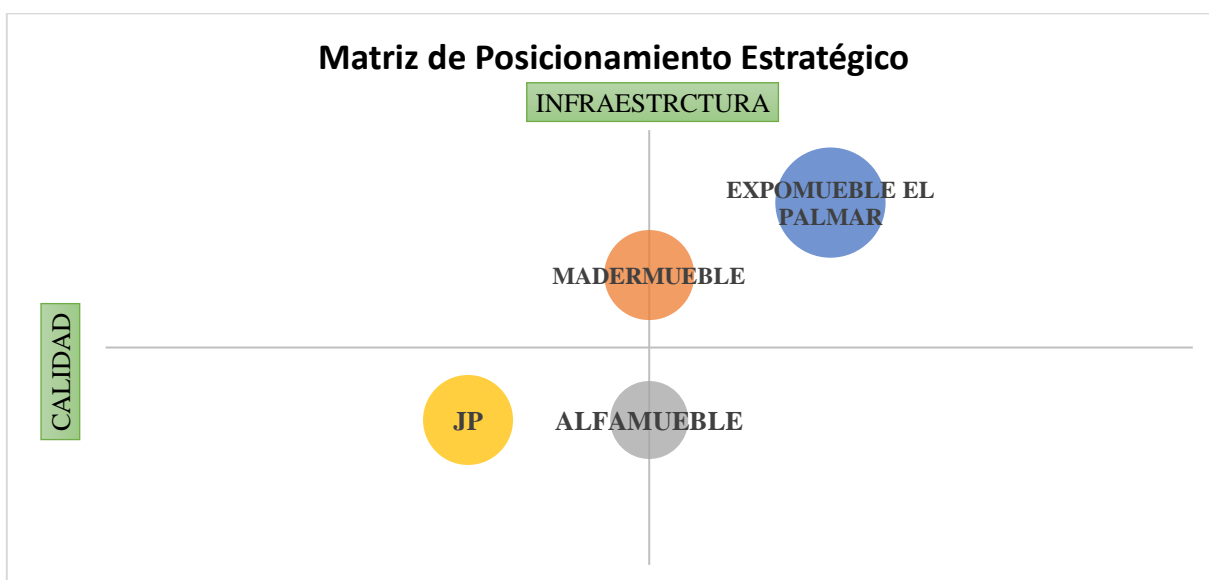 Matriz de Posicionamiento Estratégico
INFRAESTRCTURA
EXPOMUEBLE EL
PALMAR
MADERMUEBLE
CALIDAD
JP
ALFAMUEBLE